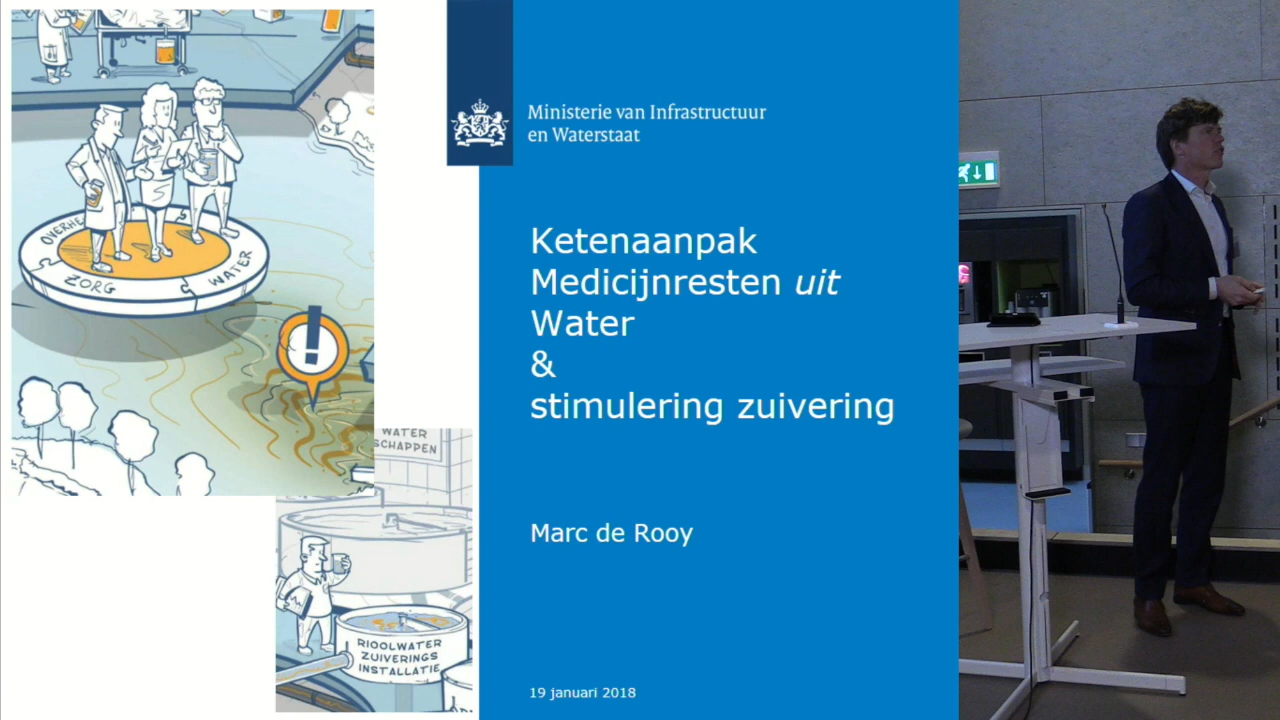 Ministerie van Infrastructuur
en Waterstaat
Ketenaanpak
Medicijnresten uit
Water
&
stimulering zuivering
Marc de Rooy
19 januari 2018
OVERHE
ZORG
WATER
!
WATER
SCHAPPEN
RIOOLWATER
ZUIVERINGS
INSTALLATIE